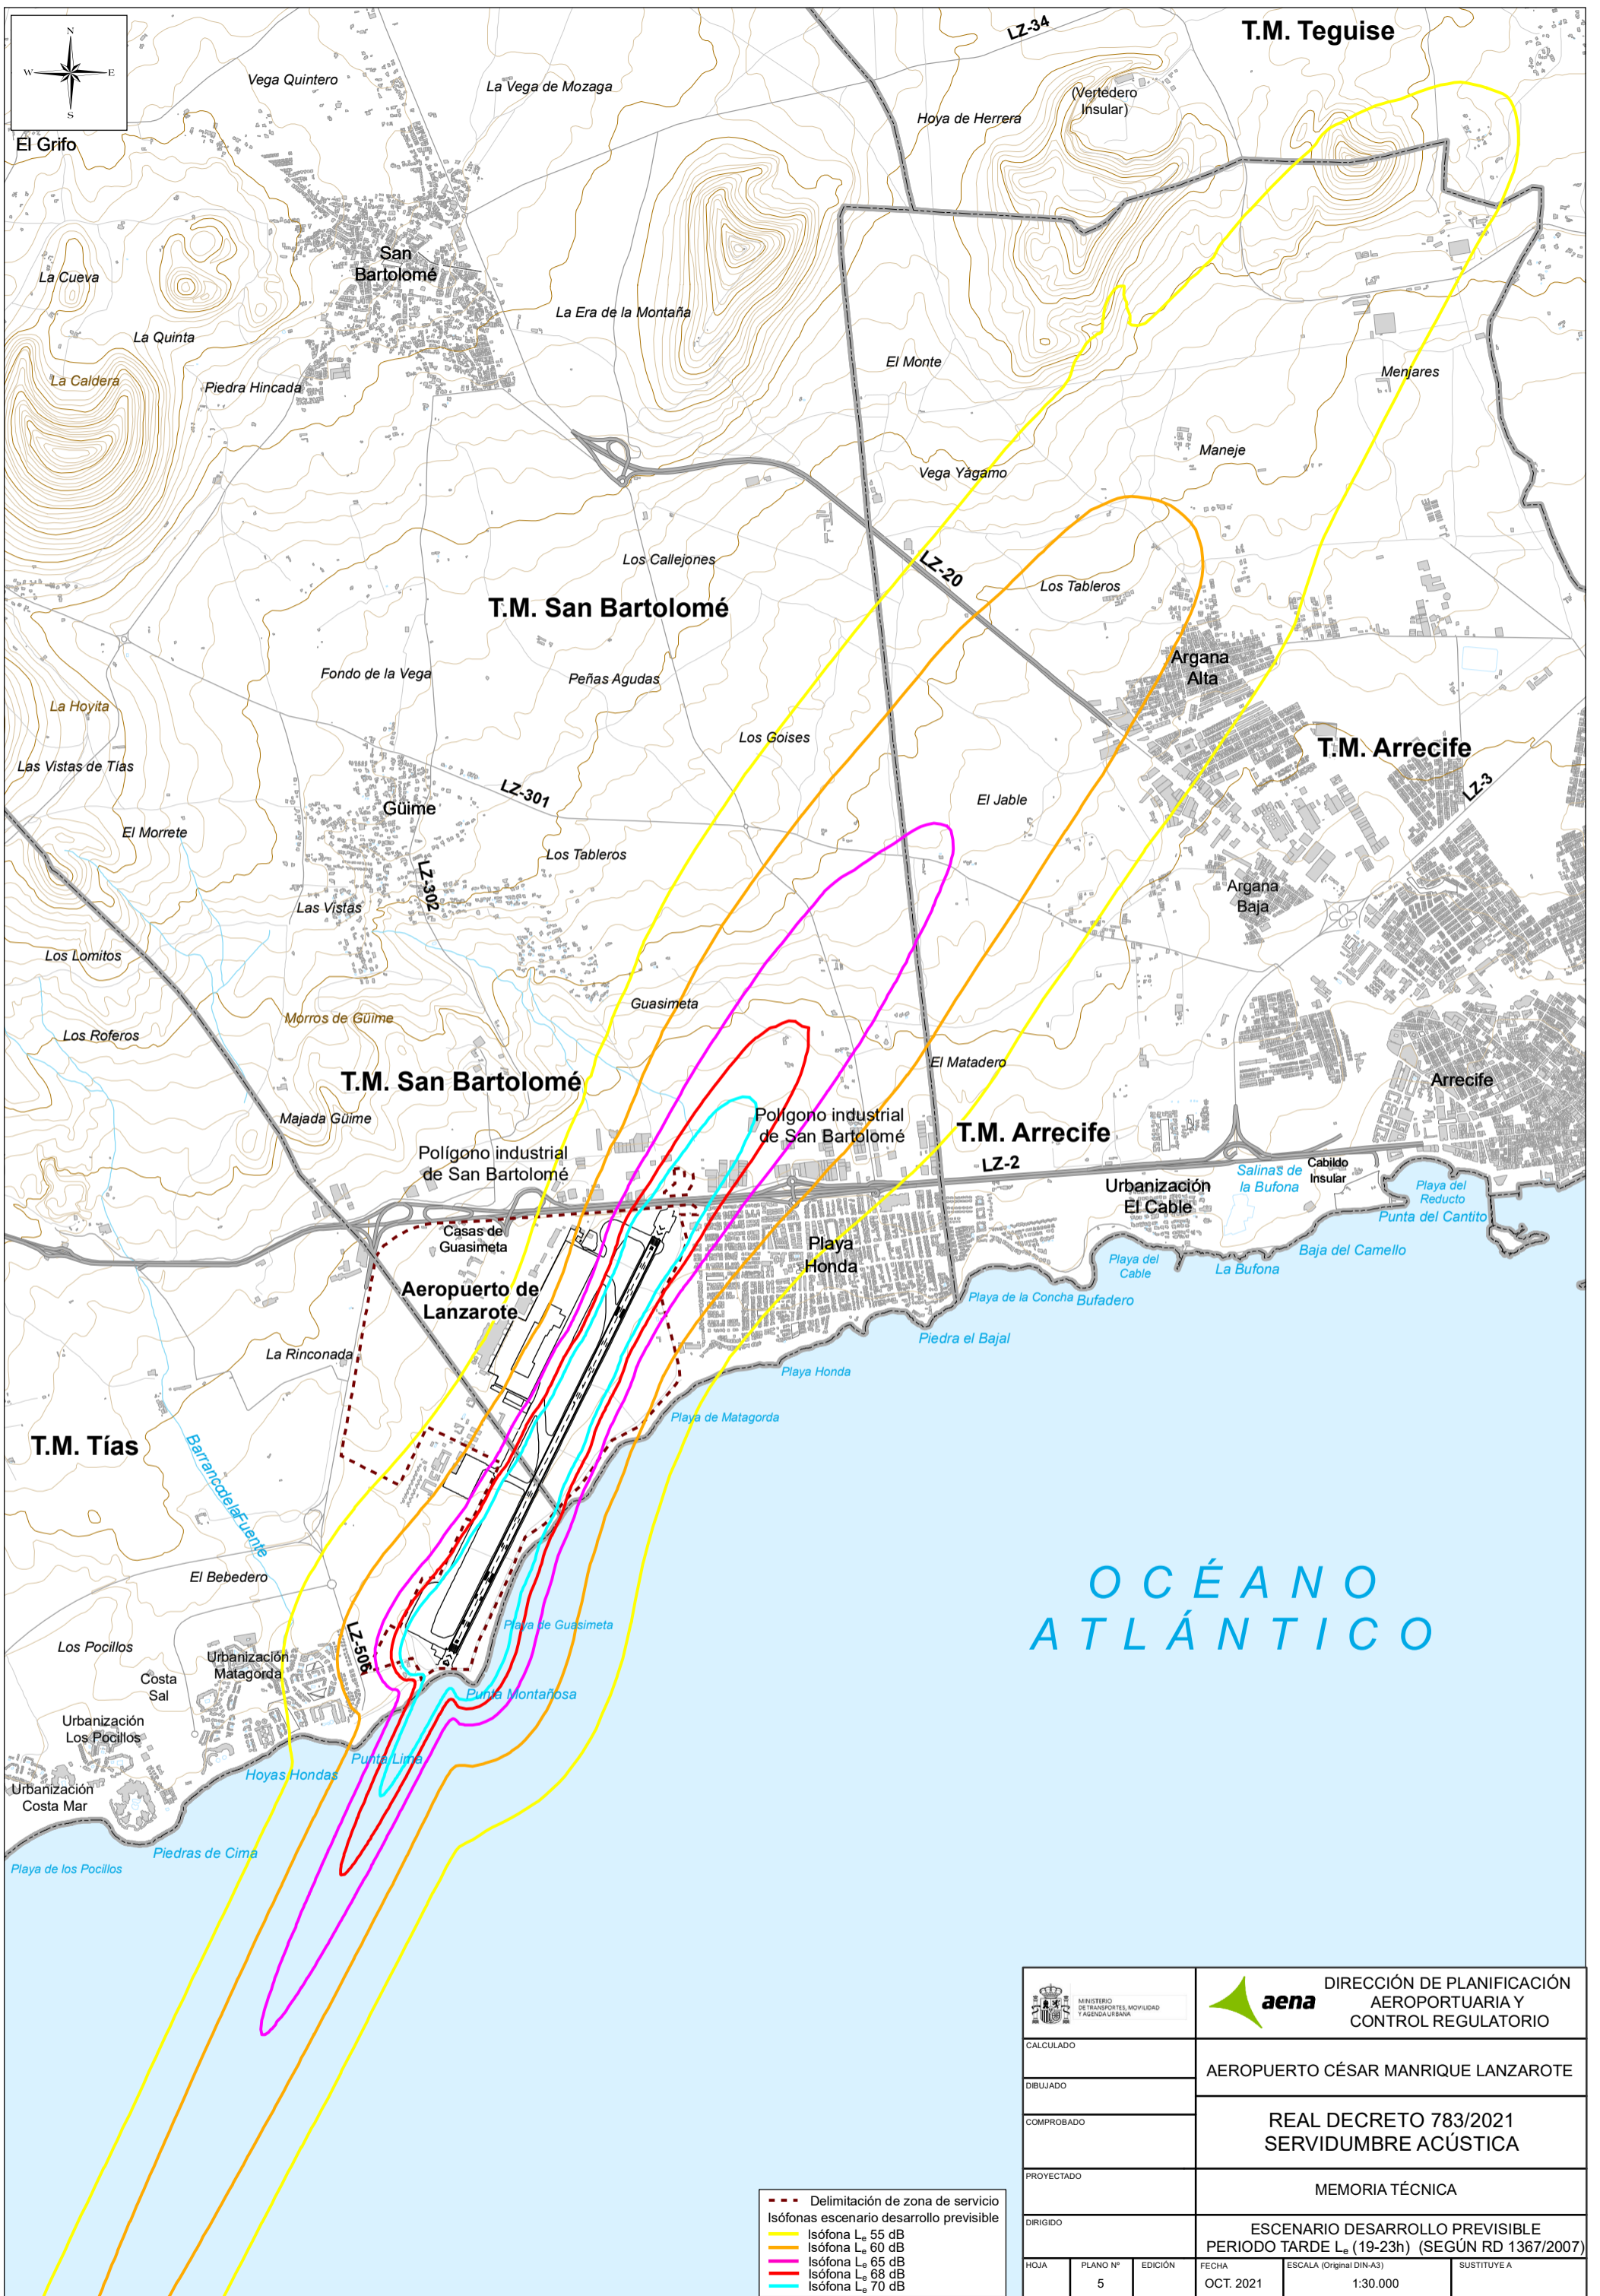 N
W
E
S
T.M. Teguise
LZ-34
Vega Quintero
La Vega de Mozaga
(Vertedero
Insular)
Hoya de Herrera
El Grifo
San
Bartolomé
La Cueva
La Era de la Montaña
La Quinta
El Monte
Menjares
La Caldera
Piedra Hincada
Maneje
Vega Yágamo
Los Callejones
LZ-20
Los Tableros
T.M. San Bartolomé
Argana
Alta
Fondo de la Vega
Peñas Agudas
La Hoyita
Los Goises
T.M. Arrecife
Las Vistas de Tías
LZ-301
LZ-3
Güime
El Jable
El Morrete
Los Tableros
LZ-302
Argana
Baja
Las Vistas
Los Lomitos
Guasimeta
Morros de Güime
Los Roferos
El Matadero
T.M. San Bartolomé
Arrecife
Majada Güime
Polígono industrial
de San Bartolomé
T.M. Arrecife
Polígono industrial
de San Bartolomé
LZ-2
Salinas de
la Bufona
Cabildo
Insular
Urbanización
El Cable
Playa del
Reducto
Punta del Cantito
Casas de
Guasimeta
Playa
Honda
Baja del Camello
Playa del
Cable
La Bufona
Aeropuerto de
Lanzarote
Playa de la Concha
Bufadero
Piedra el Bajal
La Rinconada
Playa Honda
Playa de Matagorda
T.M. Tías
Barranco de la Fuente
OCÉANO
ATLÁNTICO
El Bebedero
Playa de Guasimeta
LZ-506
Los Pocillos
Urbanización
Matagorda
Costa
Sal
Punta Montañosa
Urbanización
Los Pocillos
Punta Lima
Hoyas Hondas
Urbanización
Costa Mar
Piedras de Cima
Playa de los Pocillos
MINISTERIO
DE TRANSPORTES, MOVILIDAD
Y AGENDA URBANA
aena
DIRECCIÓN DE PLANIFICACIÓN
AEROPORTUARIA Y
CONTROL REGULATORIO
CALCULADO
AEROPUERTO CÉSAR MANRIQUE LANZAROTE
DIBUJADO
COMPROBADO
REAL DECRETO 783/2021
SERVIDUMBRE ACÚSTICA
PROYECTADO
MEMORIA TÉCNICA
DIRIGIDO
ESCENARIO DESARROLLO PREVISIBLE
PERIODO TARDE Le (19-23h) (SEGÚN RD 1367/2007)
HOJA
PLANO Nº
5
EDICIÓN
FECHA
OCT. 2021
ESCALA (Original DIN-A3)
1:30.000
SUSTITUYE A
Delimitación de zona de servicio
Isófonas escenario desarrollo previsible
Isófona Le 55 dB
Isófona Le 60 dB
Isófona Le 65 dB
Isófona Le 68 dB
Isófona Le 70 dB